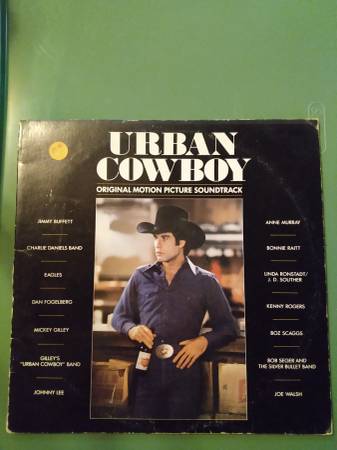 URBAN
COWBOY
ORIGINAL MOTION PICTURE SOUNDTRACK
JIMMY BUFFETT
CHARLIE DANIELS BAND
EAGLES
DAN FOGELBERG
MICKEY GILLEY
GILLEY'S
"URBAN COWBOY" BAND
JOHNNY LEE
ANNE MURRAY
BONNIE RAITT
LINDA RONSTADT/
J. D. SOUTHER
KENNY ROGERS
BOZ SCAGGS
BOB SEGER AND
THE SILVER BULLET BAND
JOE WALSH